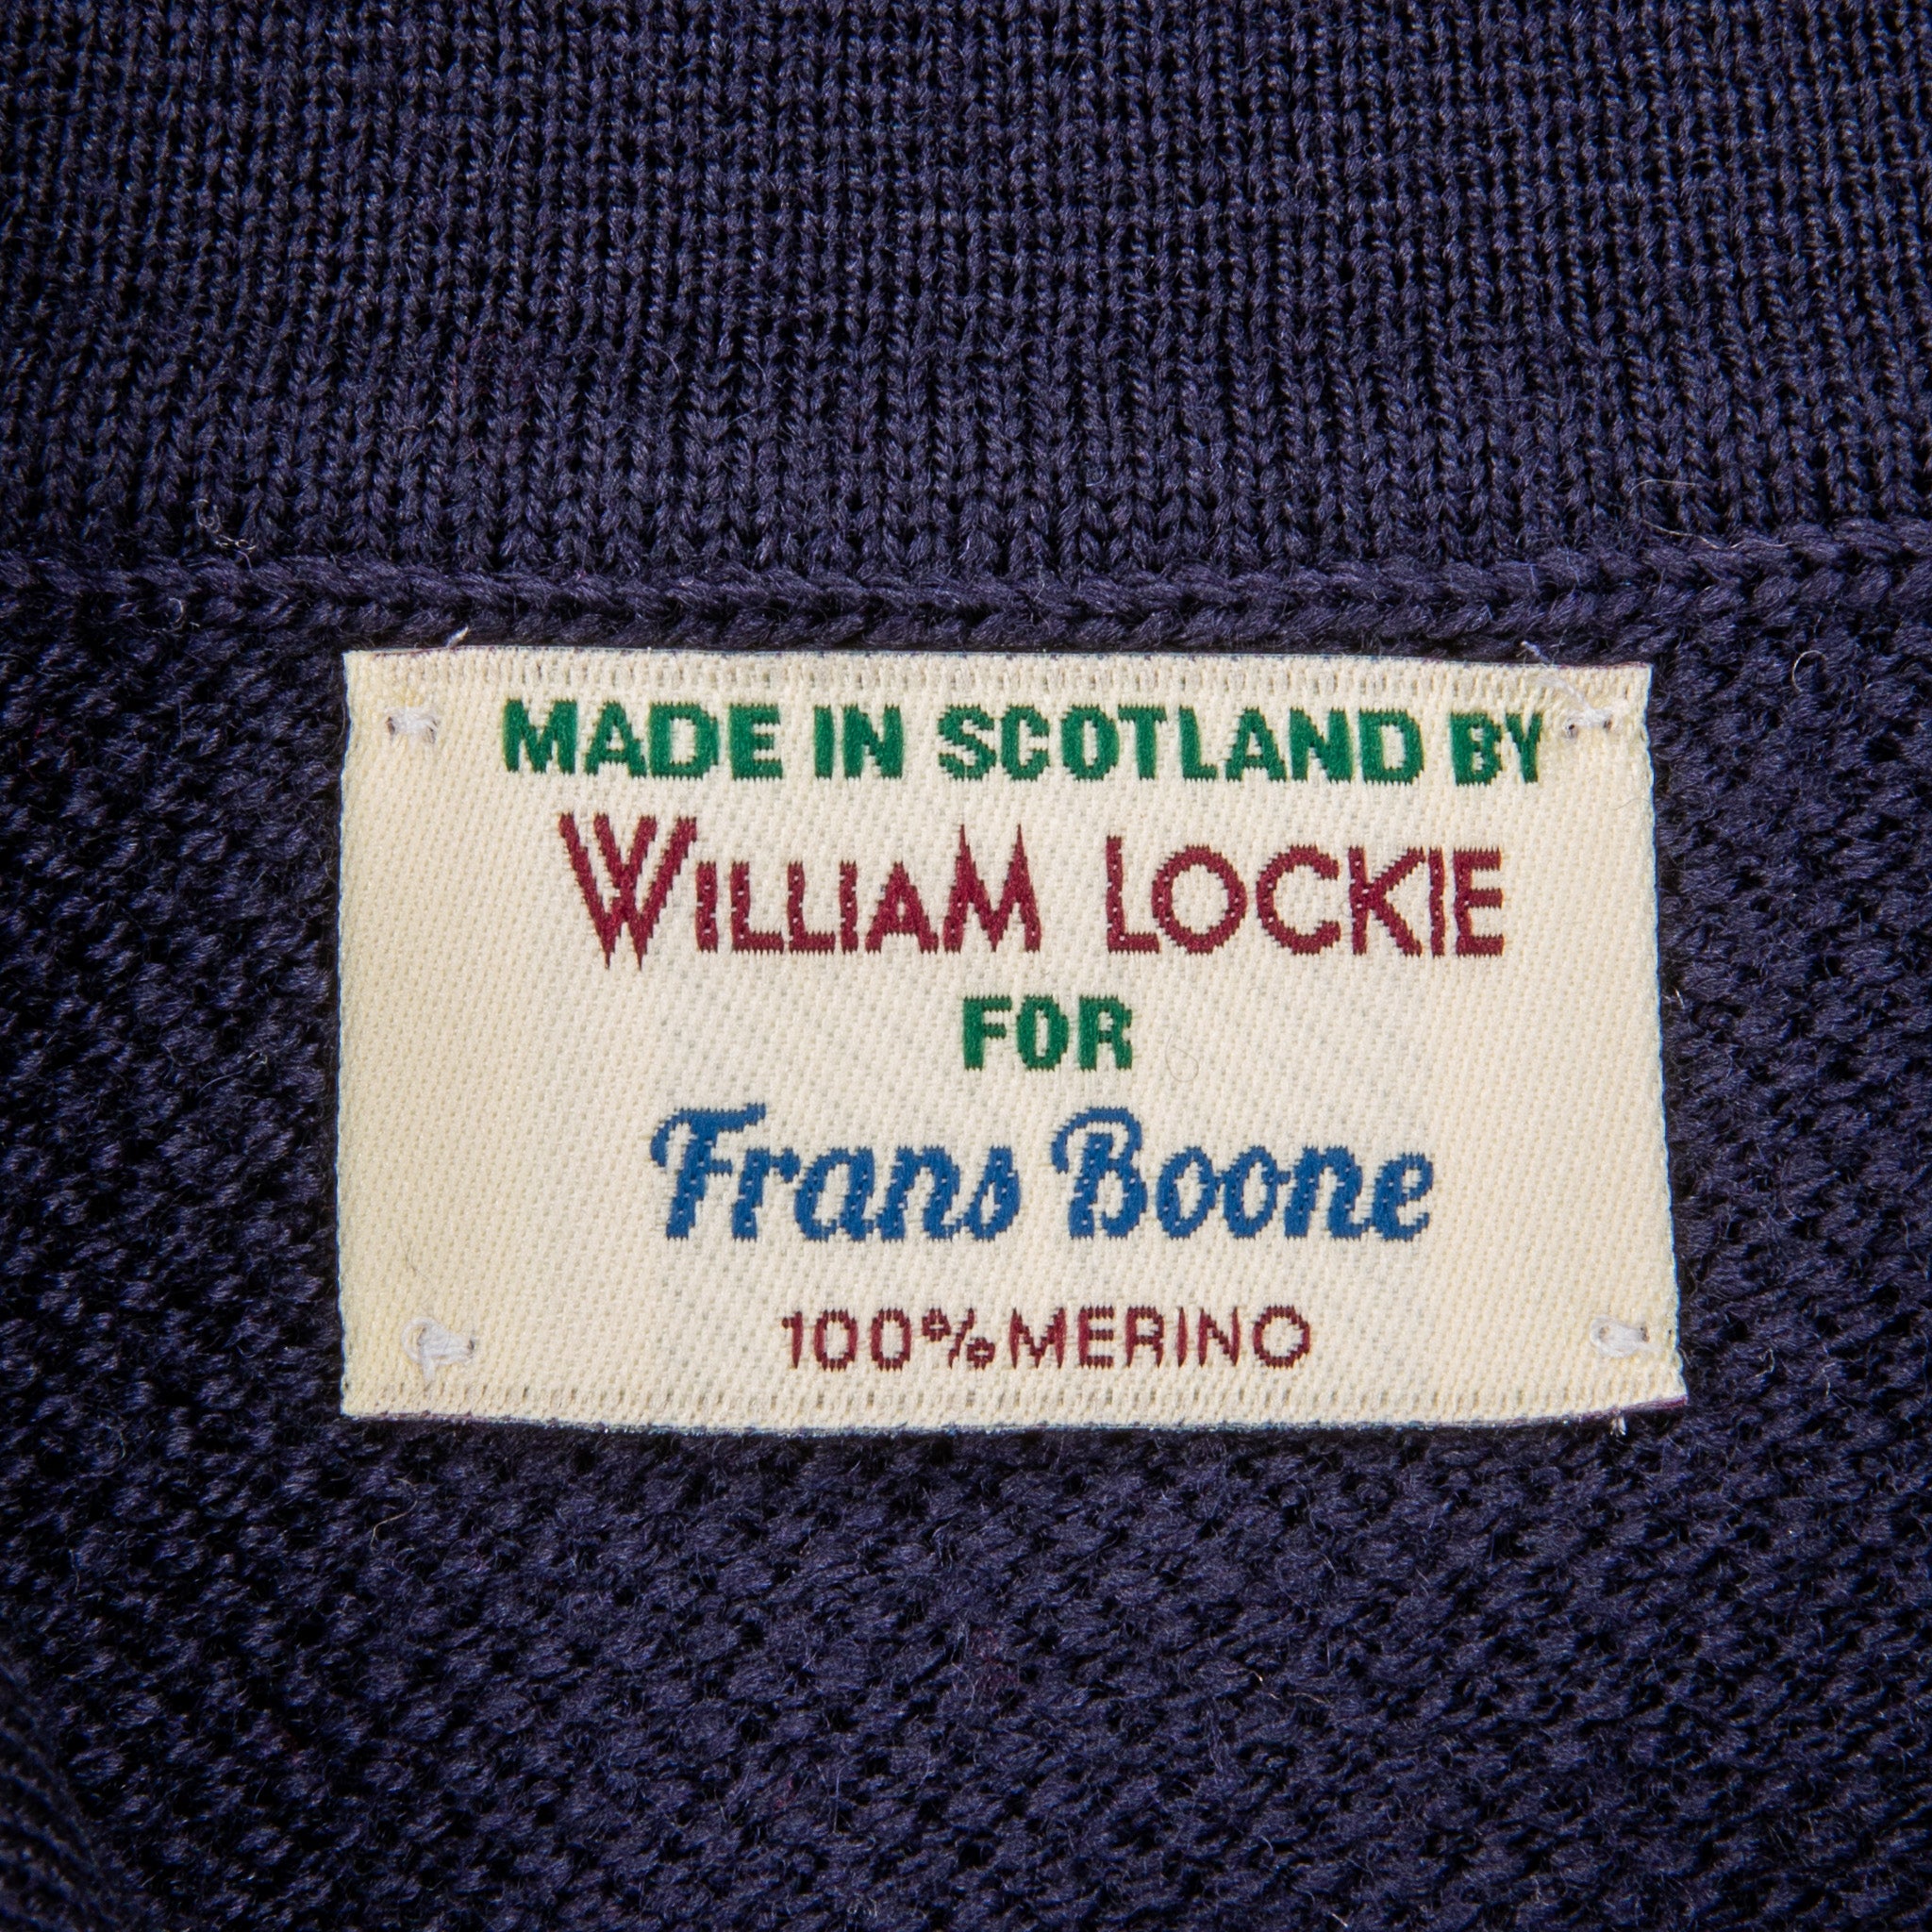 MADE IN SCOTLAND BY
WILLIAM LOCKIE
FOR
Frans Boone
100% MERINO